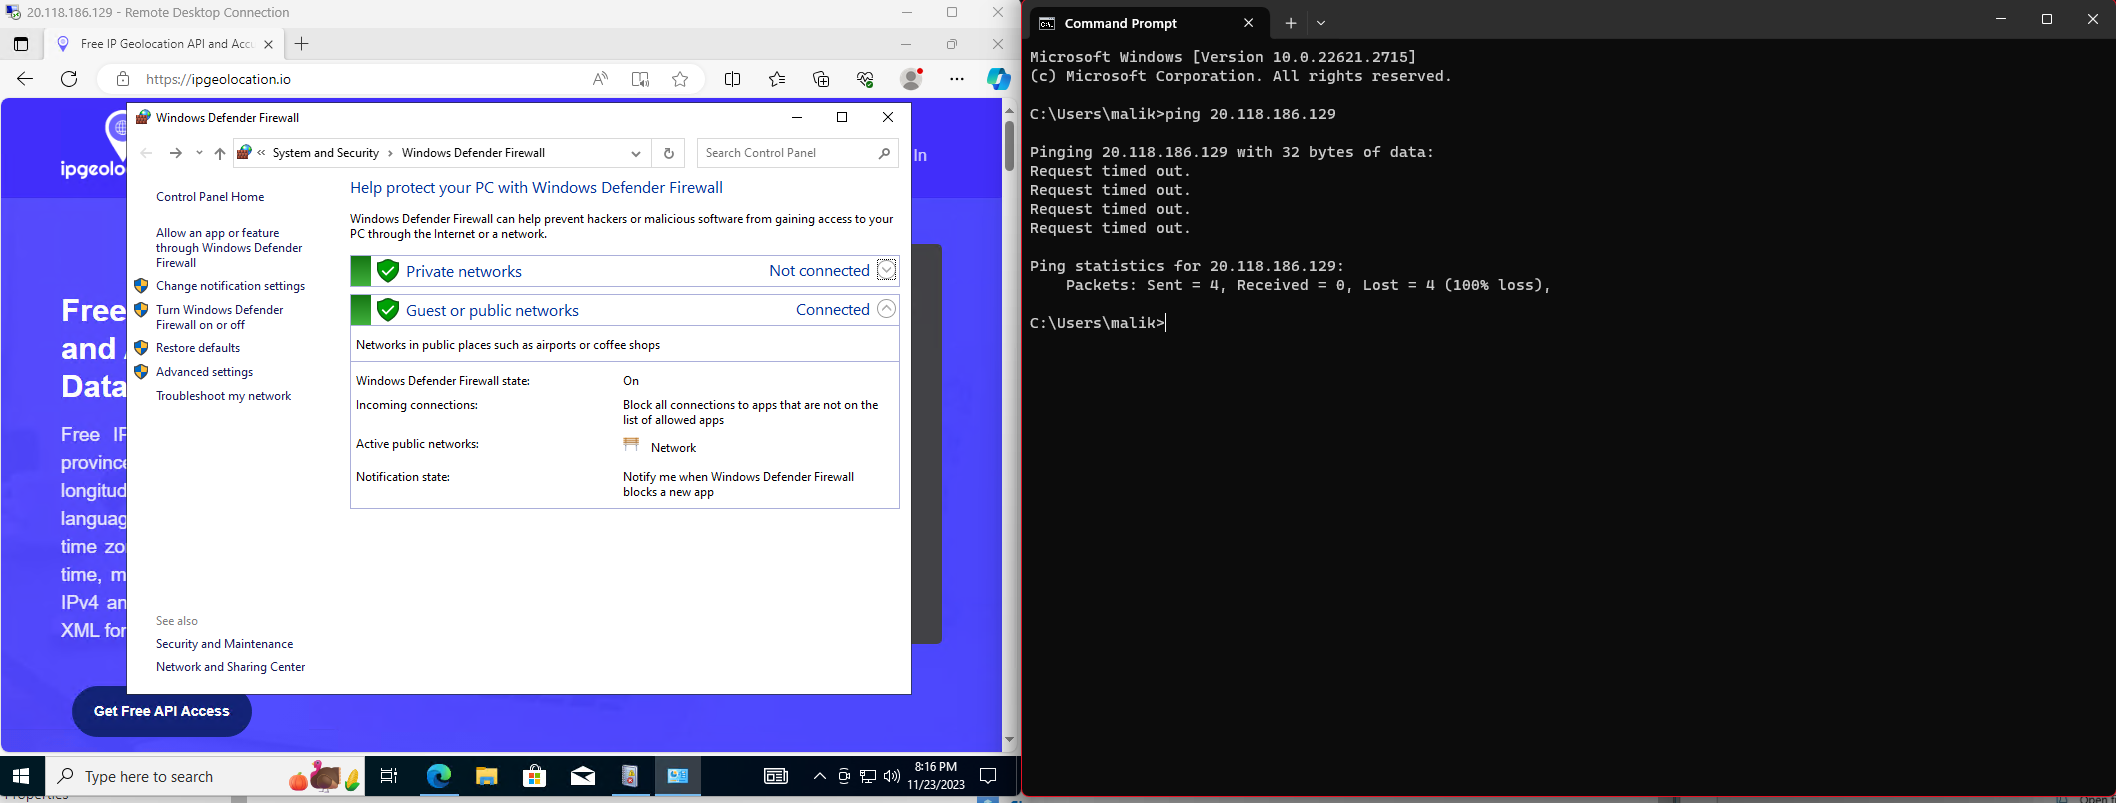 20.118.186.129 - Remote Desktop Connection
Free IP Geolocation API and Accu
https://ipgeolocation.io
ipgeolo
In
Free
and
Data
Free IP
province
longitud
languag
time zo
time, m
IPv4 an
XML for
Get Free API Access
Windows Defender Firewall
System and Security > Windows Defender Firewall
Search Control Panel
Control Panel Home
Allow an app or feature
through Windows Defender
Firewall
Change notification settings
Turn Windows Defender
Firewall on or off
Restore defaults
Advanced settings
Troubleshoot my network
See also
Security and Maintenance
Network and Sharing Center
Help protect your PC with Windows Defender Firewall
Windows Defender Firewall can help prevent hackers or malicious software from gaining access to your
PC through the Internet or a network.
Private networks Not connected
Guest or public networks Connected
Networks in public places such as airports or coffee shops
Windows Defender Firewall state: On
Incoming connections: Block all connections to apps that are not on the
list of allowed apps
Active public networks: Network
Notification state: Notify me when Windows Defender Firewall
blocks a new app
Type here to search
8:16 PM
11/23/2023
Command Prompt
Microsoft Windows [Version 10.0.22621.2715]
(c) Microsoft Corporation. All rights reserved.
C:\Users\malik>ping 20.118.186.129
Pinging 20.118.186.129 with 32 bytes of data:
Request timed out.
Request timed out.
Request timed out.
Request timed out.
Ping statistics for 20.118.186.129:
Packets: Sent = 4, Received = 0, Lost = 4 (100% loss),
C:\Users\malik>